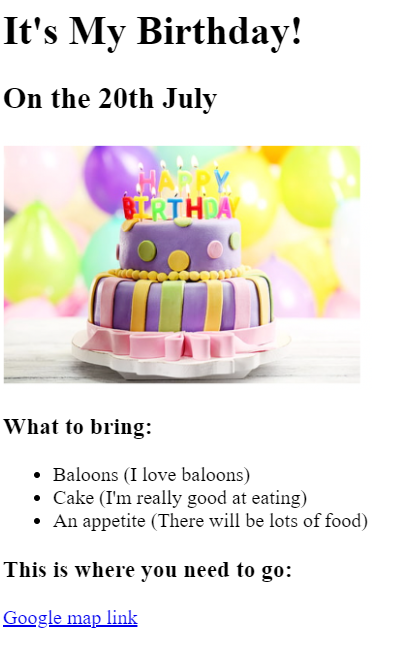 It's My Birthday!
On the 20th July
HAPPY
BIRTHDAY
What to bring:
Baloons (I love baloons)
Cake (I'm really good at eating)
An appetite (There will be lots of food)
This is where you need to go:
Google map link